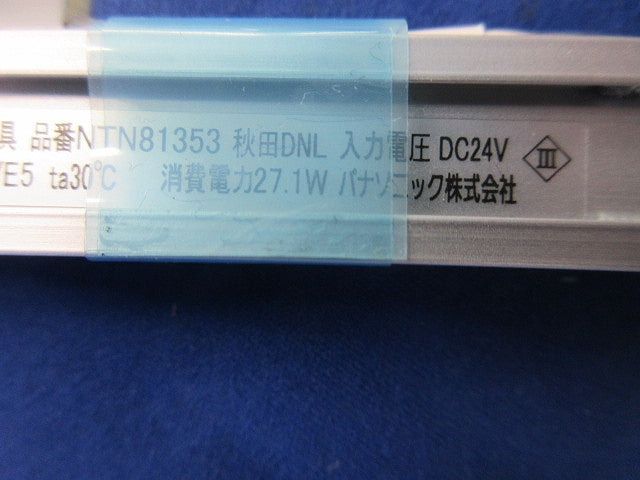 具 品番NTN81353 秋田DNL 入力電圧 DC24V Ⅲ
YE5 ta30℃ 消費電力27.1W パナソニック株式会社